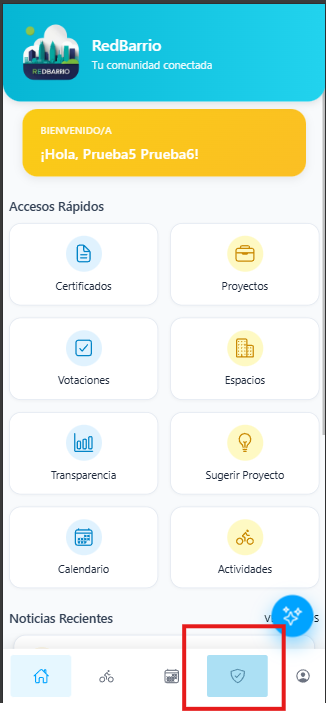 REDBARRIO
RedBarrio
Tu comunidad conectada
BIENVENIDO/A
¡Hola, Prueba5 Prueba6!
Accesos Rápidos
Certificados
Proyectos
Votaciones
Espacios
Transparencia
Sugerir Proyecto
Calendario
Actividades
Noticias Recientes